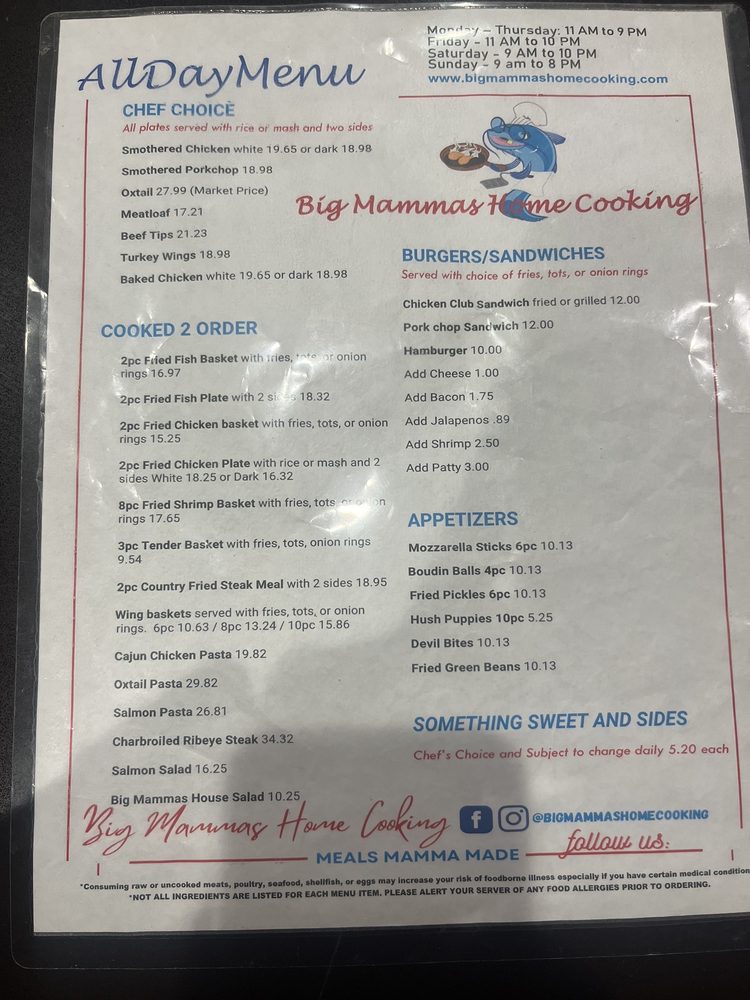 AllDayMenu
Monday – Thursday: 11 AM to 9 PM
Friday - 11 AM to 10 PM
Saturday - 9 AM to 10 PM
Sunday - 9 am to 8 PM
www.bigmammashomecooking.com
CHEF CHOICE
All plates served with rice or mash and two sides
Smothered Chicken white 19.65 or dark 18.98
Smothered Porkchop 18.98
Oxtail 27.99 (Market Price)
Meatloaf 17.21
Beef Tips 21.23
Turkey Wings 18.98
Baked Chicken white 19.65 or dark 18.98
COOKED 2 ORDER
2pc Fried Fish Basket with fries, tots, or onion
rings 16.97
2pc Fried Fish Plate with 2 sides 18.32
2pc Fried Chicken basket with fries, tots, or onion
rings 15.25
2pc Fried Chicken Plate with rice or mash and 2
sides White 18.25 or Dark 16.32
8pc Fried Shrimp Basket with fries, tots, or onion
rings 17.65
3pc Tender Basket with fries, tots, onion rings
9.54
2pc Country Fried Steak Meal with 2 sides 18.95
Wing baskets served with fries, tots, or onion
rings. 6pc 10.63 / 8pc 13.24 / 10pc 15.86
Cajun Chicken Pasta 19.82
Oxtail Pasta 29.82
Salmon Pasta 26.81
Charbroiled Ribeye Steak 34.32
Salmon Salad 16.25
Big Mammas House Salad 10.25
Big Mammas Home Cooking
BURGERS/SANDWICHES
Served with choice of fries, tots, or onion rings
Chicken Club Sandwich fried or grilled 12.00
Pork chop Sandwich 12.00
Hamburger 10.00
Add Cheese 1.00
Add Bacon 1.75
Add Jalapenos .89
Add Shrimp 2.50
Add Patty 3.00
APPETIZERS
Mozzarella Sticks 6pc 10.13
Boudin Balls 4pc 10.13
Fried Pickles 6pc 10.13
Hush Puppies 10pc 5.25
Devil Bites 10.13
Fried Green Beans 10.13
SOMETHING SWEET AND SIDES
Chef's Choice and Subject to change daily 5.20 each
Big Mammas Home Cooking
@BIGMAMMASHOMECOOKING
follow us:
MEALS MAMMA MADE
*Consuming raw or uncooked meats, poultry, seafood, shellfish, or eggs may increase your risk of foodborne illness especially if you have certain medical condition
*NOT ALL INGREDIENTS ARE LISTED FOR EACH MENU ITEM. PLEASE ALERT YOUR SERVER OF ANY FOOD ALLERGIES PRIOR TO ORDERING.